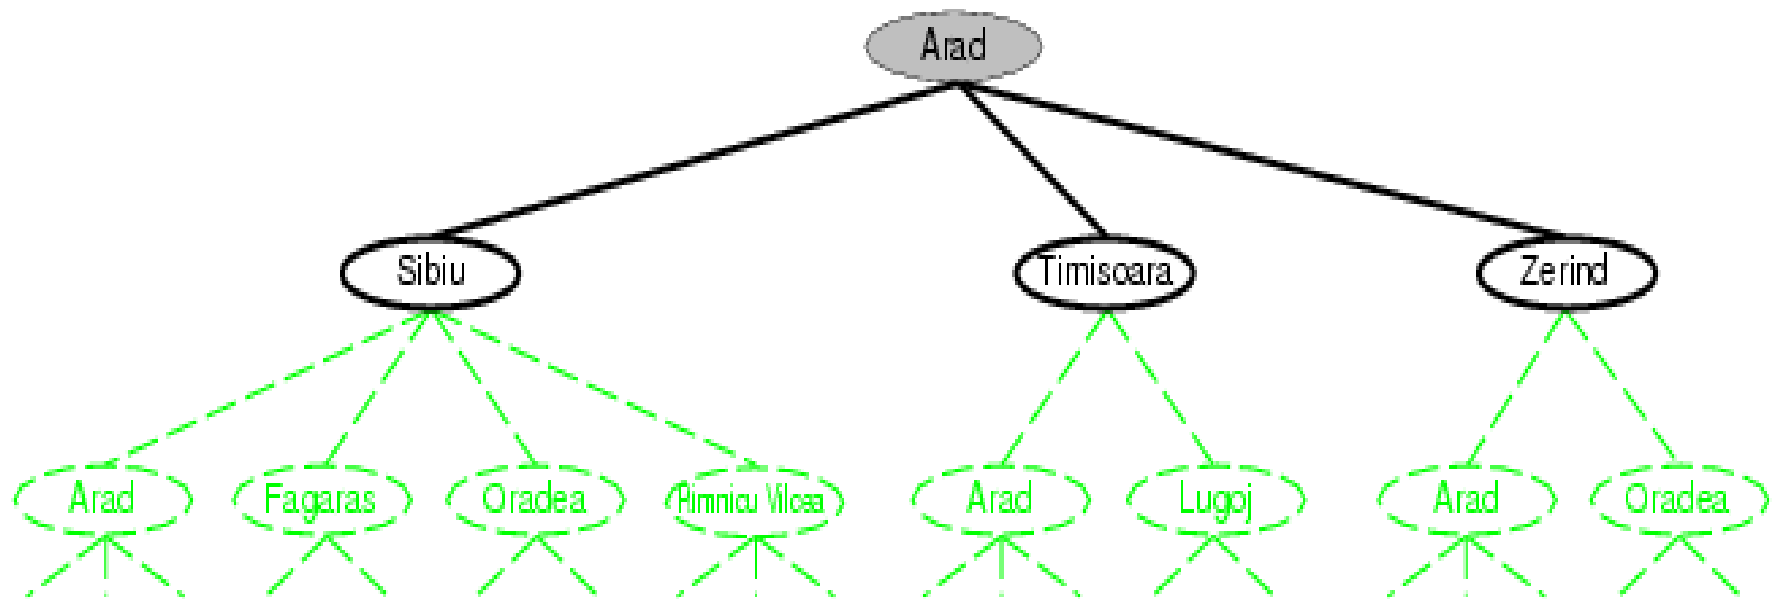 Arad
Sibiu
Timisoara
Zerind
Arad
Fagaras
Oradea
Rimnicu Vilcea
Arad
Lugoj
Arad
Oradea